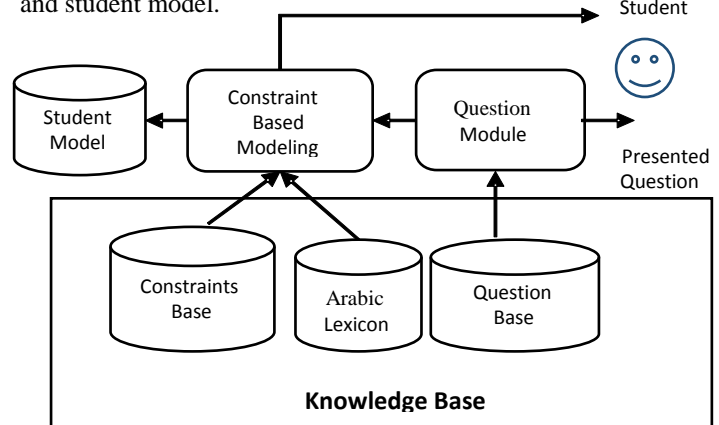 and student model.
Student
Constraint
Based
Modeling
Question
Module
Student
Model
Presented
Question
Constraints
Base
Arabic
Lexicon
Question
Base
Knowledge Base